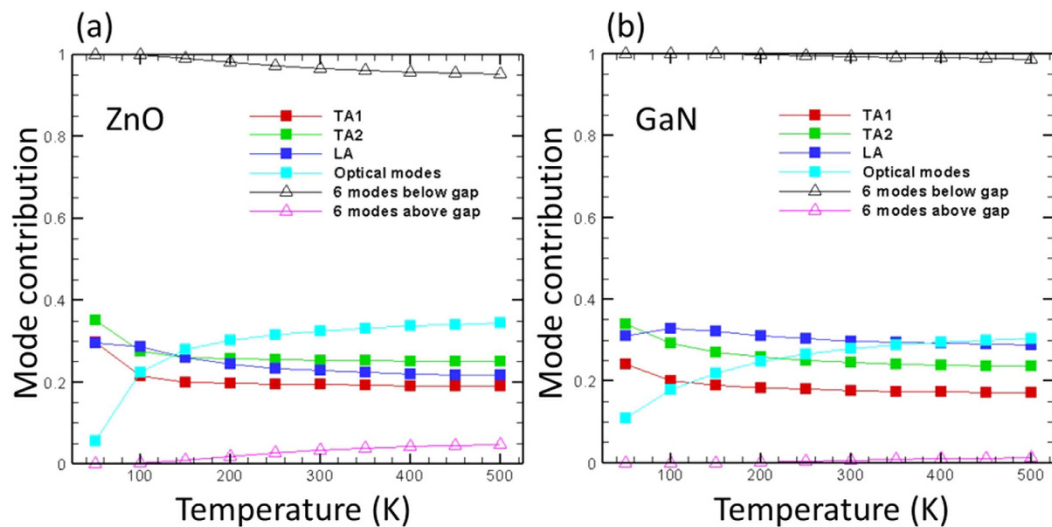 (a)
1
0.8
0.6
0.4
0.2
0
Mode contribution
ZnO
TA1
TA2
LA
Optical modes
6 modes below gap
6 modes above gap
100 200 300 400 500
Temperature (K)
(b)
1
0.8
0.6
0.4
0.2
0
Mode contribution
GaN
TA1
TA2
LA
Optical modes
6 modes below gap
6 modes above gap
100 200 300 400 500
Temperature (K)